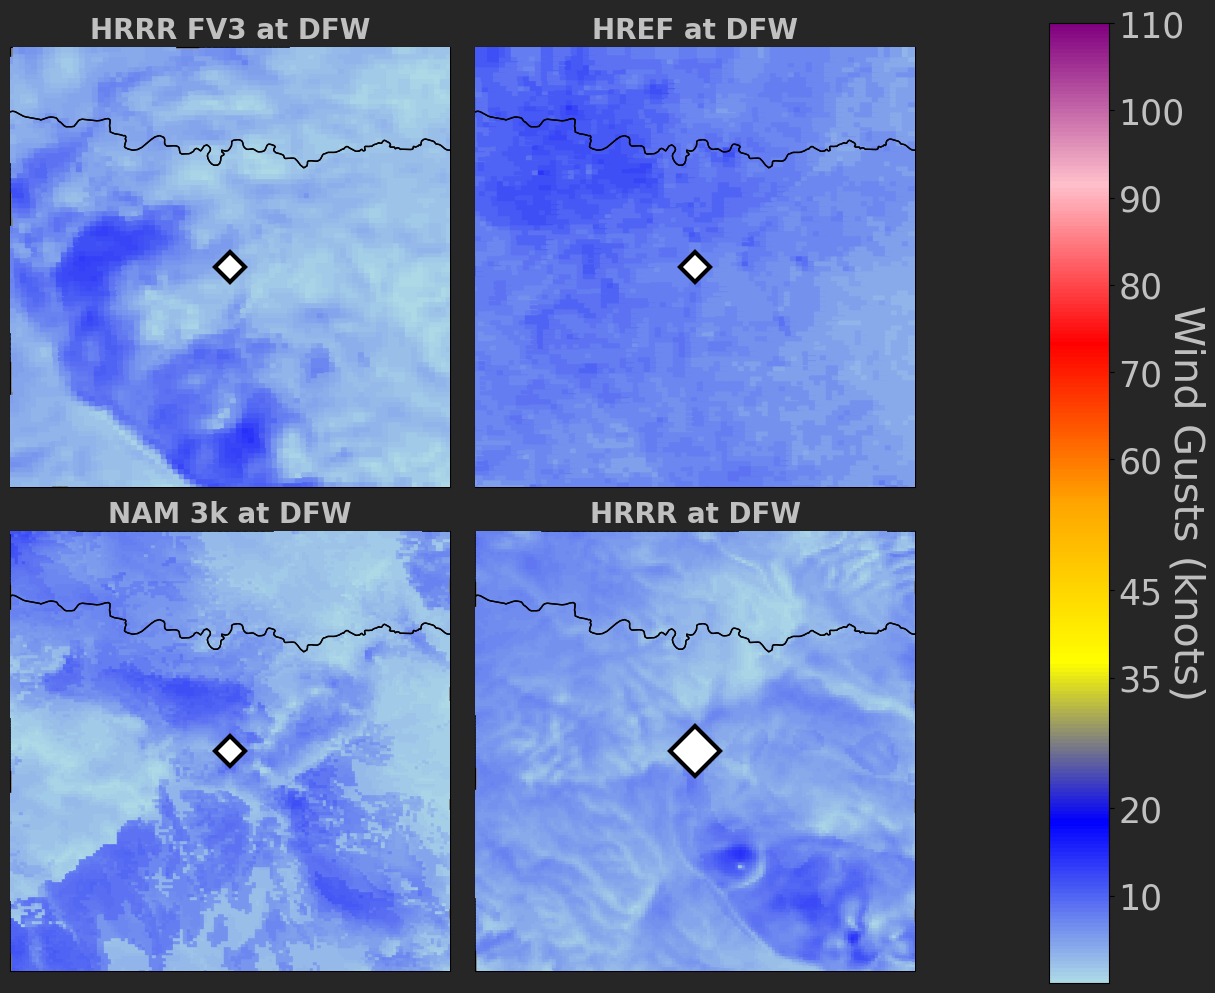 HRRR FV3 at DFW
HREF at DFW
NAM 3k at DFW
HRRR at DFW
110
100
90
80
70
60
45
35
20
10
Wind Gusts (knots)